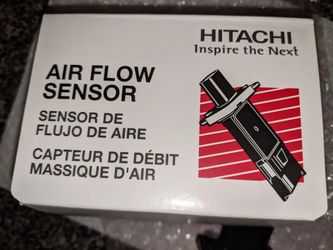 HITACHI
Inspire the Next
AIR FLOW
SENSOR
SENSOR DE
FLUJO DE AIRE
CAPTEUR DE DÉBIT
MASSIQUE D'AIR